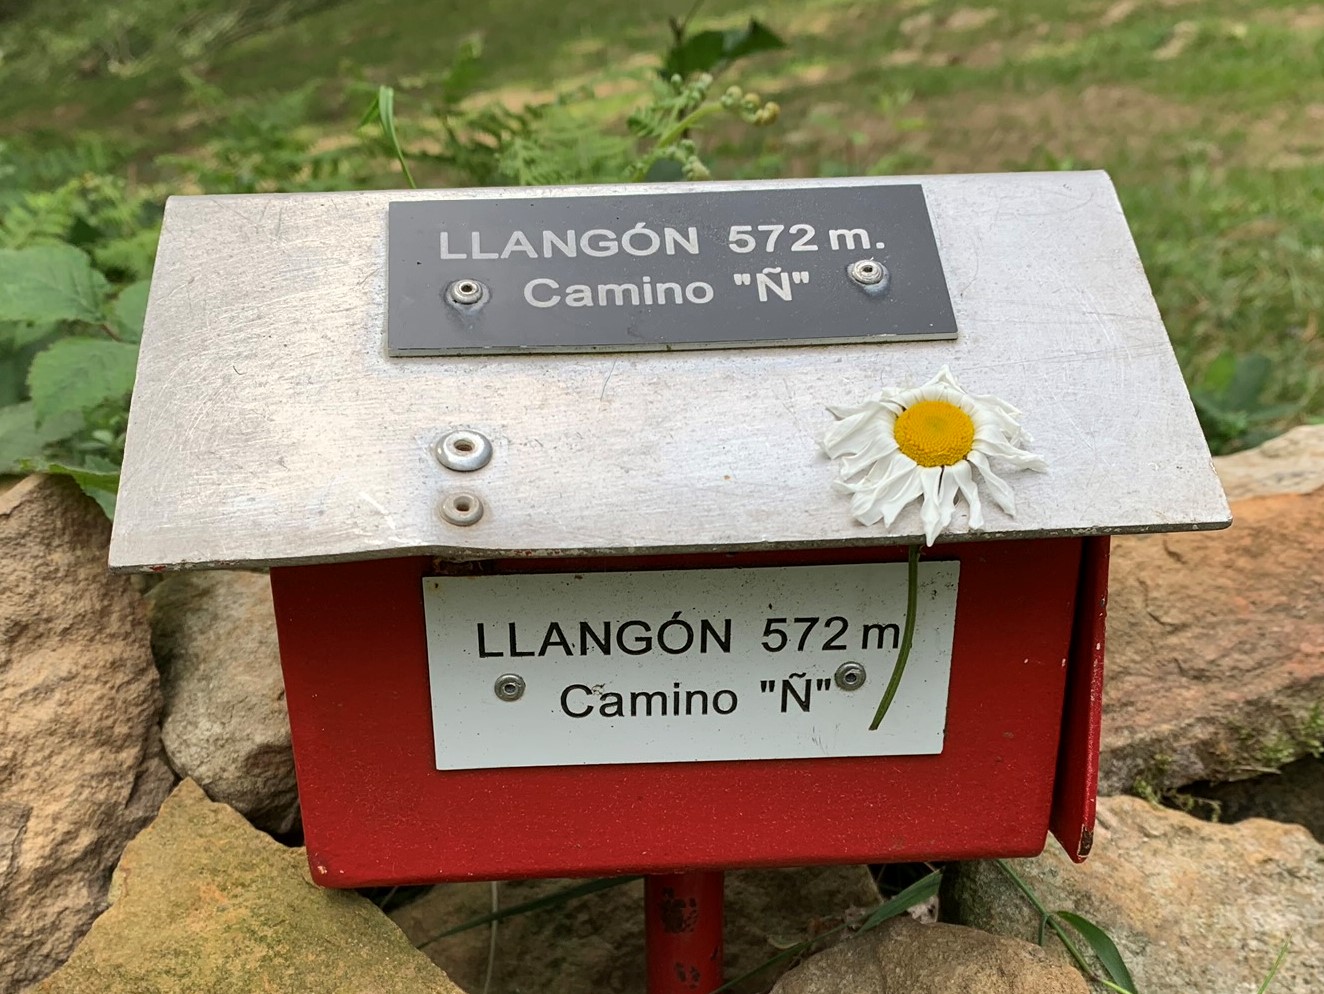 LLANGÓN 572 m.
Camino "Ñ"
LLANGÓN 572 m
Camino "Ñ"